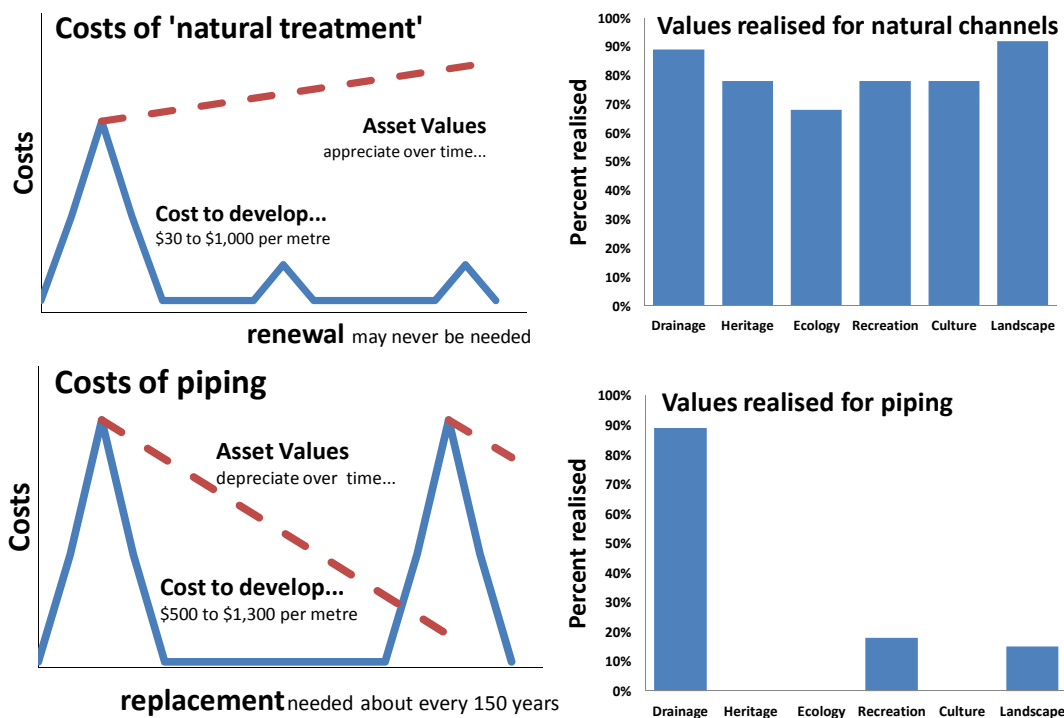 Costs of 'natural treatment'
Costs
Asset Values
appreciate over time...
Cost to develop...
$30 to $1,000 per metre
renewal may never be needed
Values realised for natural channels
Percent realised
100%
90%
80%
70%
60%
50%
40%
30%
20%
10%
0%
Drainage Heritage Ecology Recreation Culture Landscape
Costs of piping
Costs
Asset Values
depreciate over time...
Cost to develop...
$500 to $1,300 per metre
replacement needed about every 150 years
Values realised for piping
Percent realised
100%
90%
80%
70%
60%
50%
40%
30%
20%
10%
0%
Drainage Heritage Ecology Recreation Culture Landscape